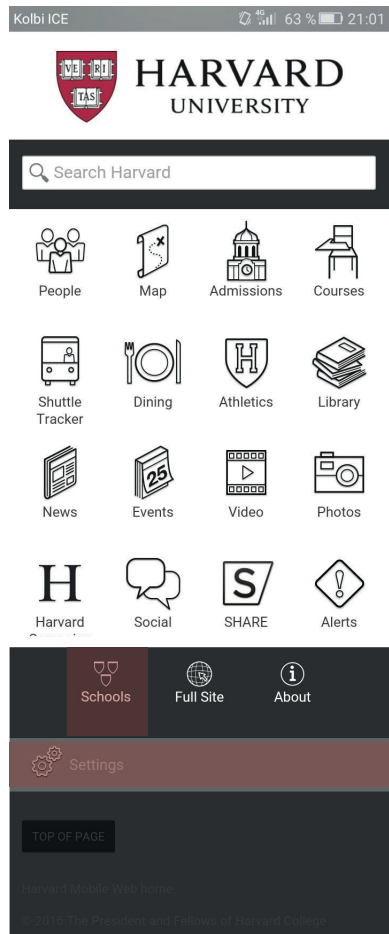 Kolbi ICE 4G 63 % 21:01
VE RI
TAS
HARVARD
UNIVERSITY
Search Harvard
People Map Admissions Courses
Shuttle Tracker Dining Athletics Library
News Events Video Photos
Harvard Social SHARE Alerts
Schools Full Site About
Settings
TOP OF PAGE
Harvard Mobile Web home
© 2016 The President and Fellows of Harvard College